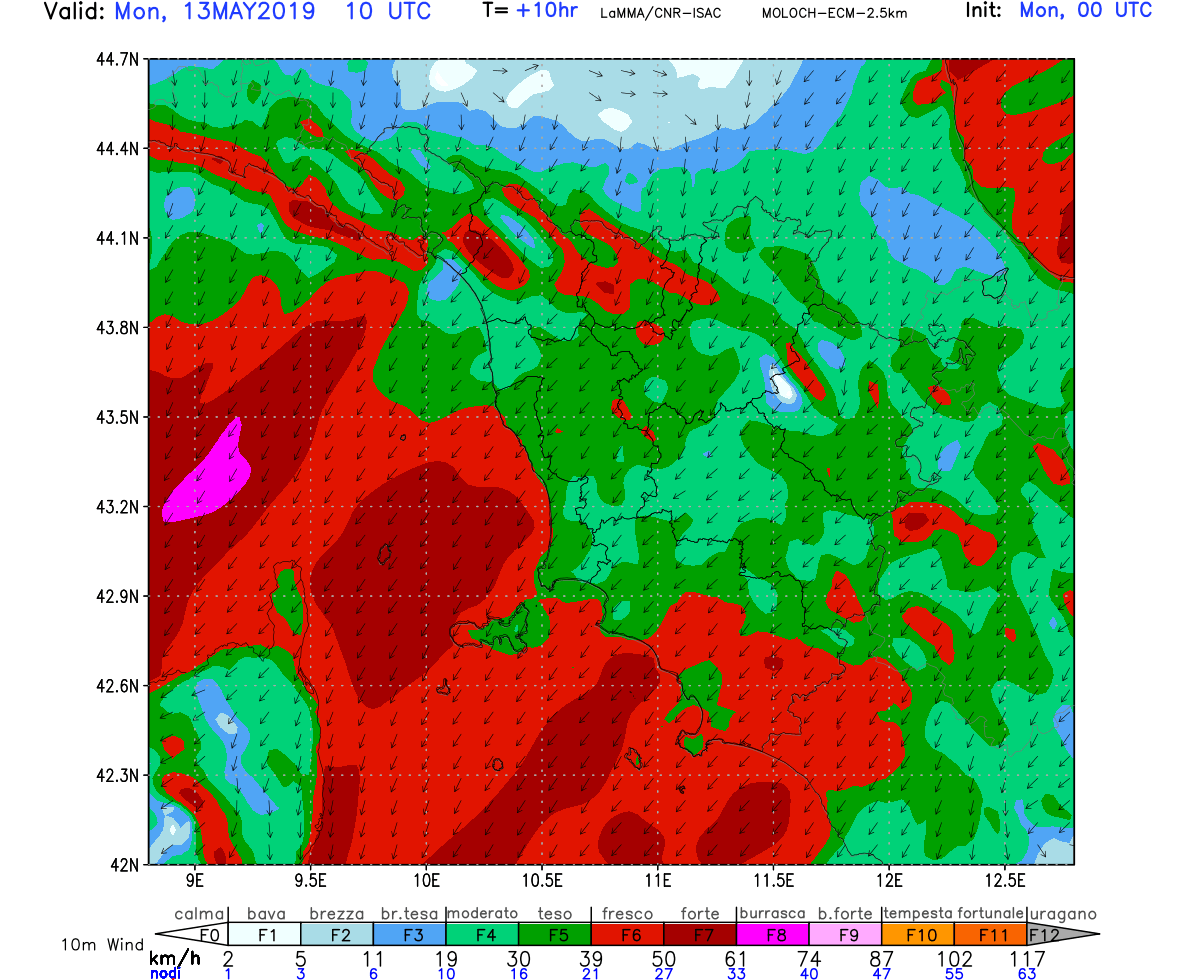 Valid: Mon, 13MAY2019 10 UTC T= +10hr LaMMA/CNR-ISAC MOLOCH-ECM-2.5km Init: Mon, 00 UTC
44.7N
44.4N
44.1N
43.8N
43.5N
43.2N
42.9N
42.6N
42.3N
42N
9E 9.5E 10E 10.5E 11E 11.5E 12E 12.5E
calma bava brezza br.tesa moderato teso fresco forte burrasca b.forte tempesta fortunale uragano
F0 F1 F2 F3 F4 F5 F6 F7 F8 F9 F10 F11 F12
10m Wind
km/h 2 5 11 19 30 39 50 61 74 87 102 117
nodi 1 3 6 10 16 21 27 33 40 47 55 63